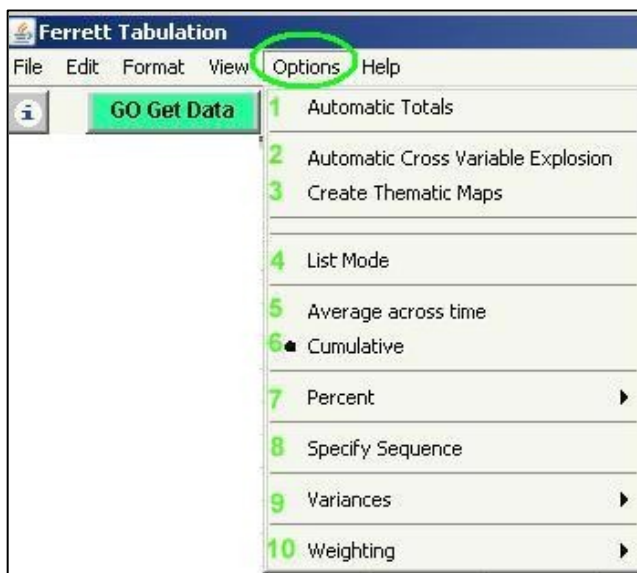 Ferrett Tabulation
File Edit Format View Options Help
i GO Get Data
1 Automatic Totals
2 Automatic Cross Variable Explosion
3 Create Thematic Maps
4 List Mode
5 Average across time
6 Cumulative
7 Percent
8 Specify Sequence
9 Variances
10 Weighting